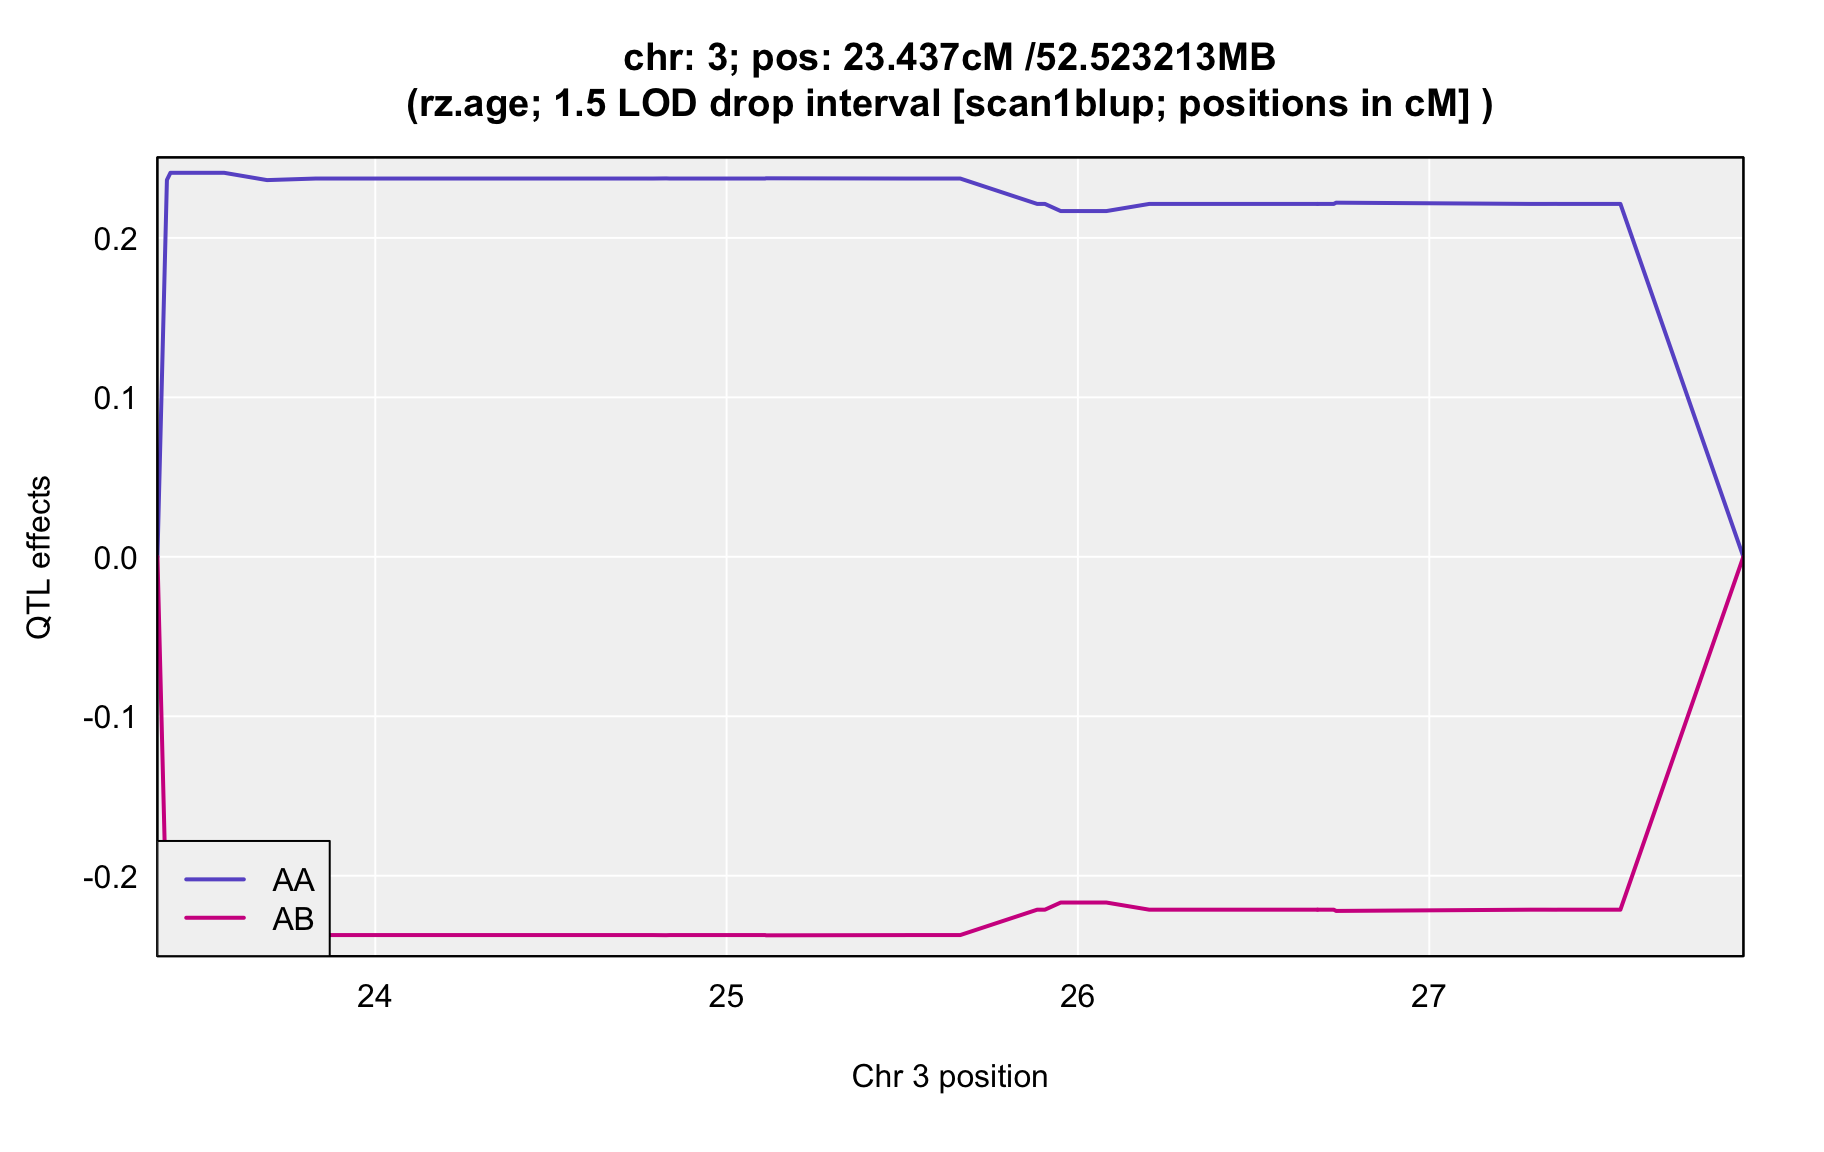 chr: 3; pos: 23.437cM /52.523213MB
(rz.age; 1.5 LOD drop interval [scan1blup; positions in cM] )
QTL effects
0.2
0.1
0.0
-0.1
-0.2
AA
AB
24 25 26 27
Chr 3 position